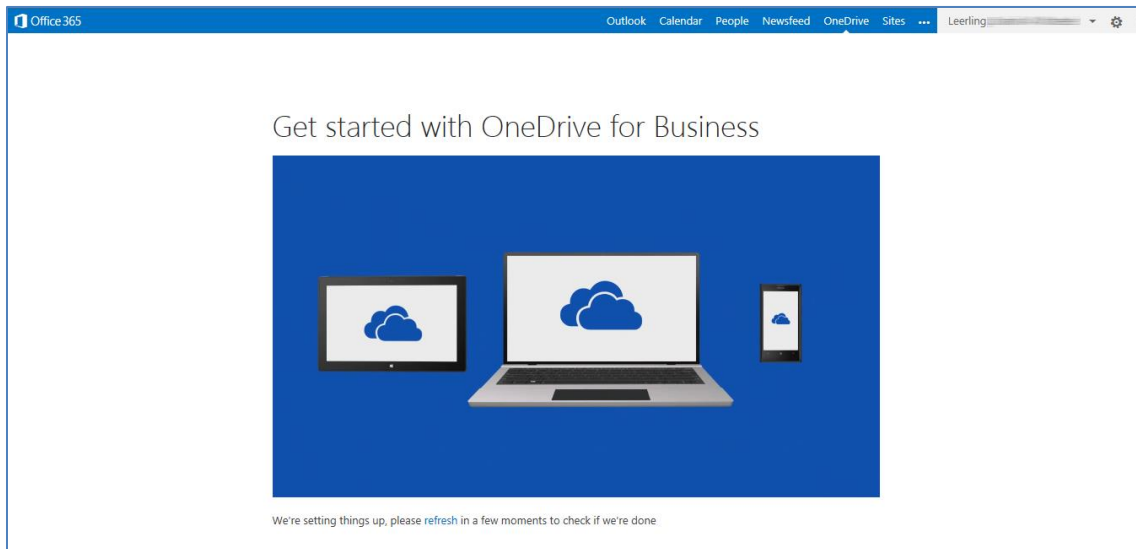 Office 365 Outlook Calendar People Newsfeed OneDrive Sites ••• Leerling
Get started with OneDrive for Business
We're setting things up, please refresh in a few moments to check if we're done